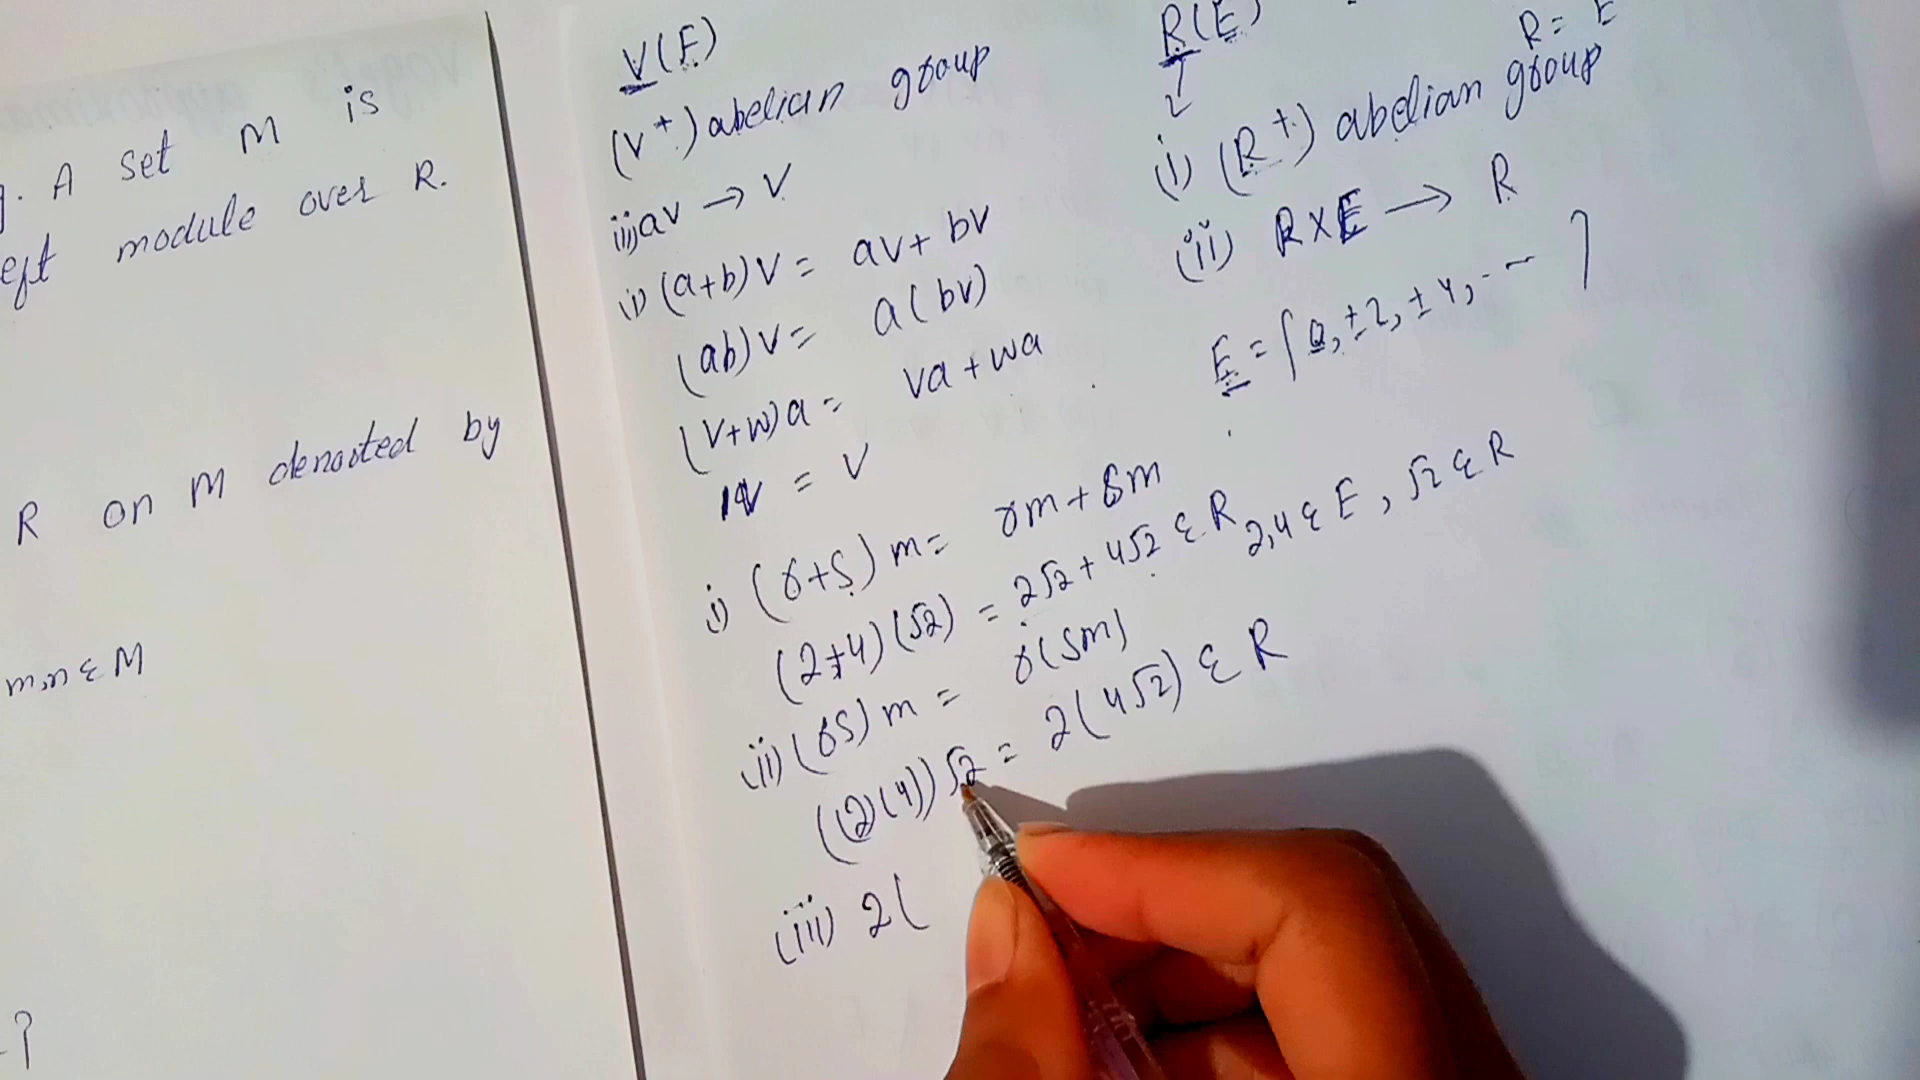 A set M is
left module over R.
R on M denoted by
m,n ε M
V(F)
(V +) abelian group
ii) av → V
i) (a+b)V = av + bv
(ab)V = a(bv)
(V+W)a = va + wa
1V = V
i) (r+s)m = rm + sm
(2+4)(√2) = 2√2 + 4√2 ε R 2,4 ε E , √2 ε R
ii) (rs)m = r(sm)
((2)(4))√2 = 2(4√2) ε R
(iii) 2(
R(E)
↓
R = E
(i) (R +) abelian group
(ii) R×E → R
E = {0, ±2, ±4, --- }